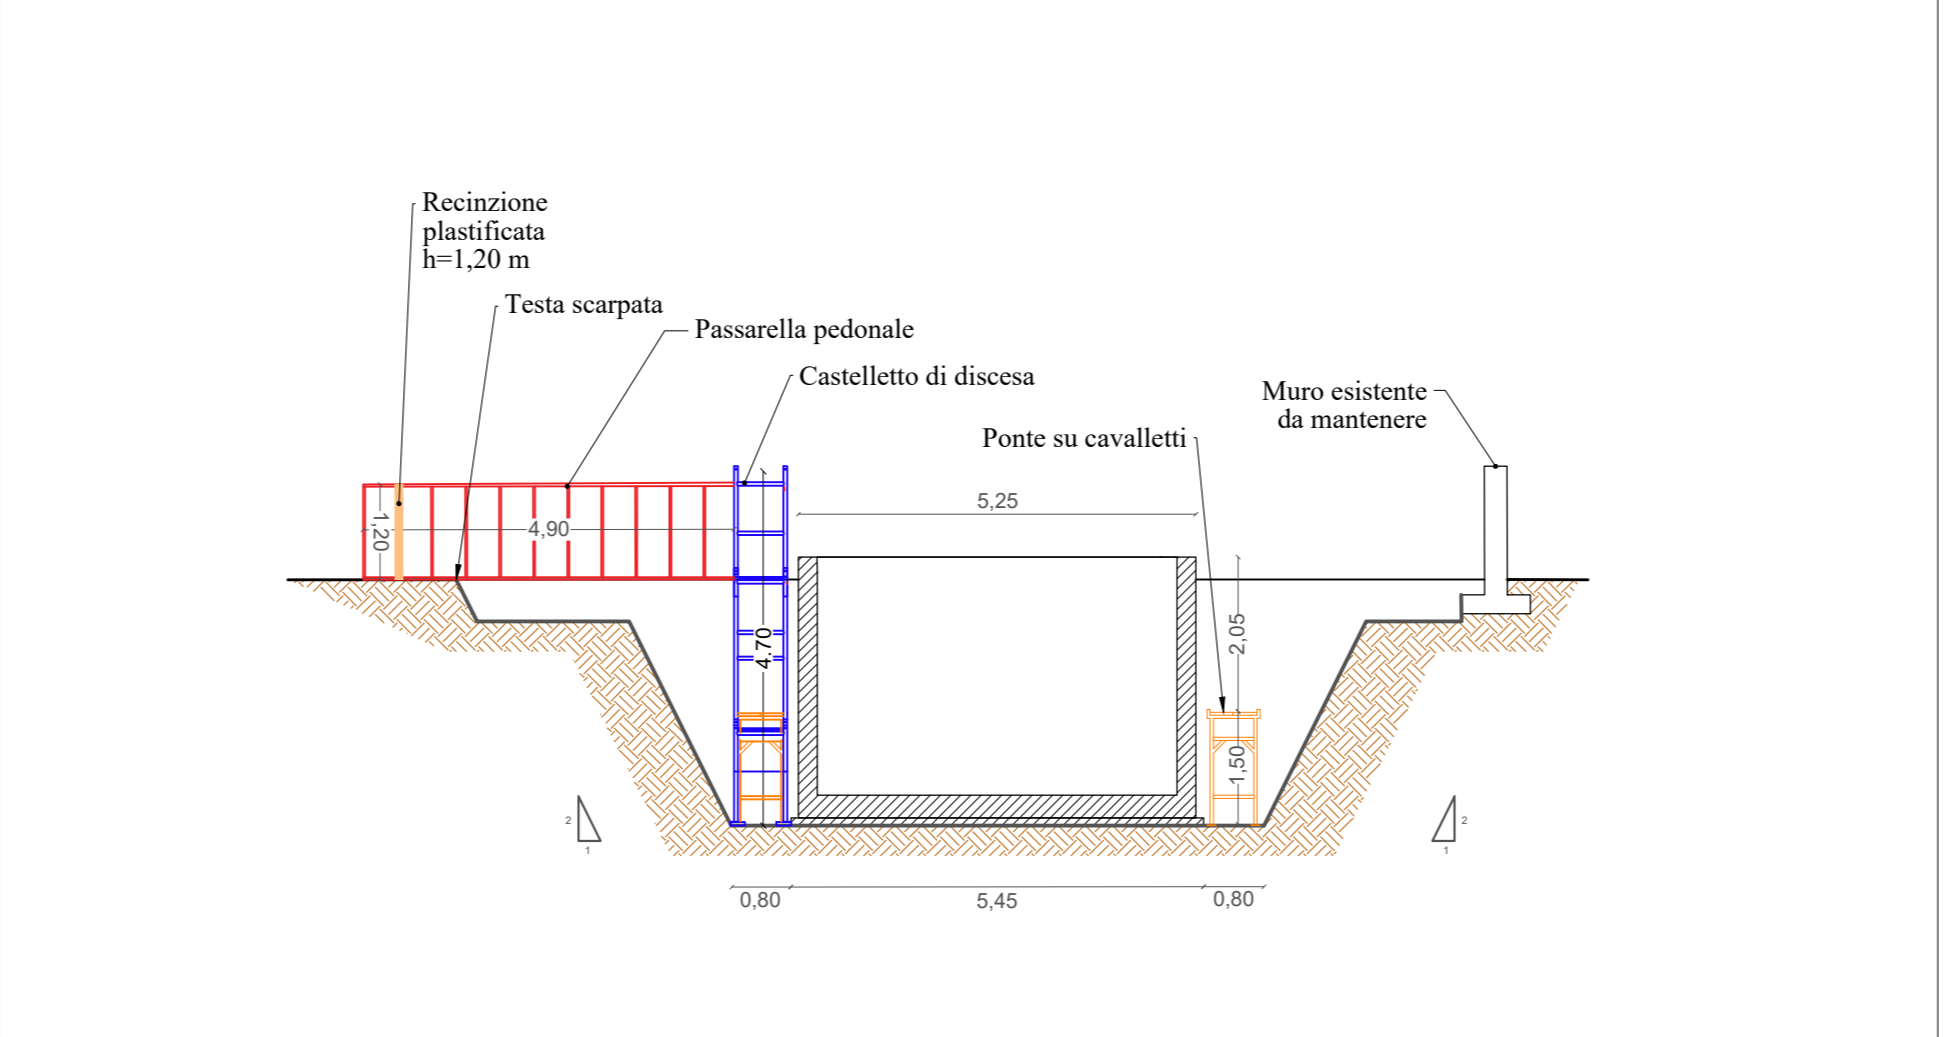 Recinzione
plastificata
h=1,20 m
Testa scarpata
Passarella pedonale
Castelletto di discesa
Muro esistente
da mantenere
Ponte su cavalletti
5,25
1,20
4,90
4.70
2,05
1,50
2
1
2
1
0,80
5,45
0,80